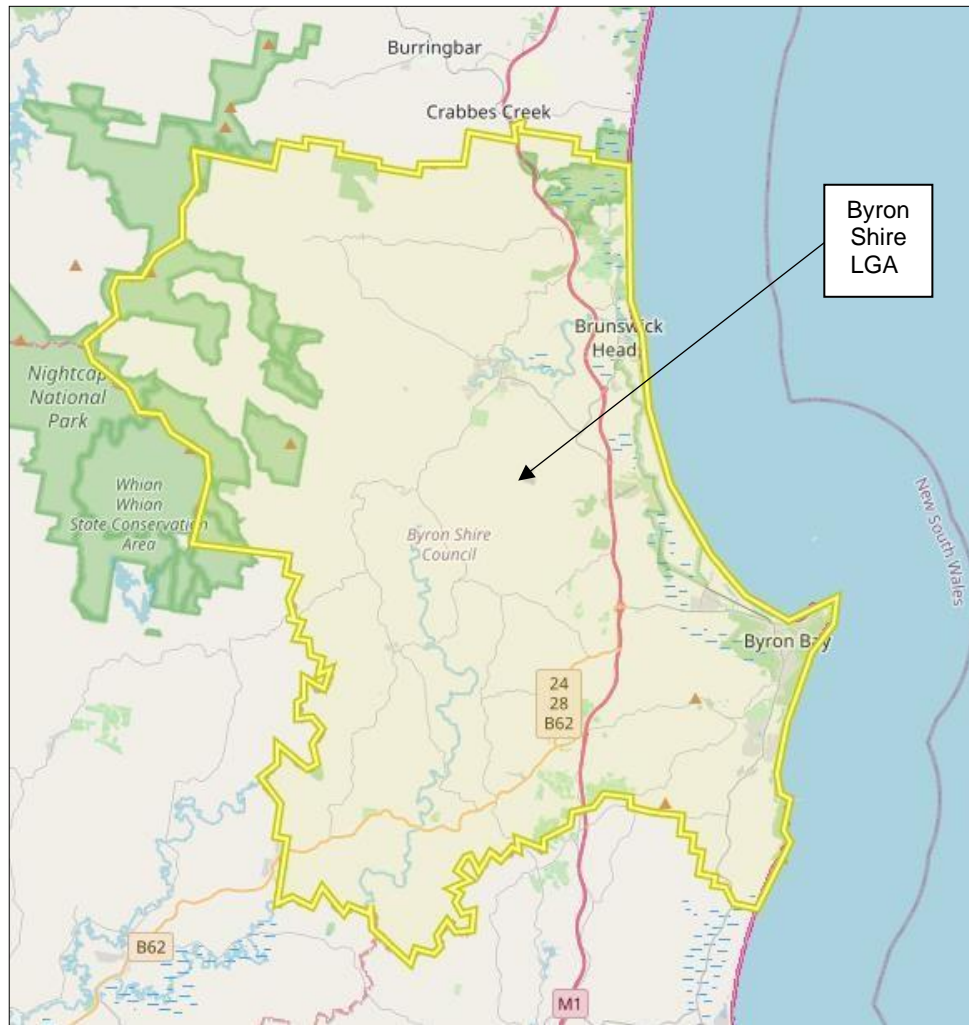 Burringbar
Crabbes Creek
Byron
Shire
LGA
Brunswick
Head
Nightcap
National
Park
Whian
Whian
State Conservation
Area
Byron Shire
Council
New South Wales
Byron Bay
24
28
B62
B62
M1